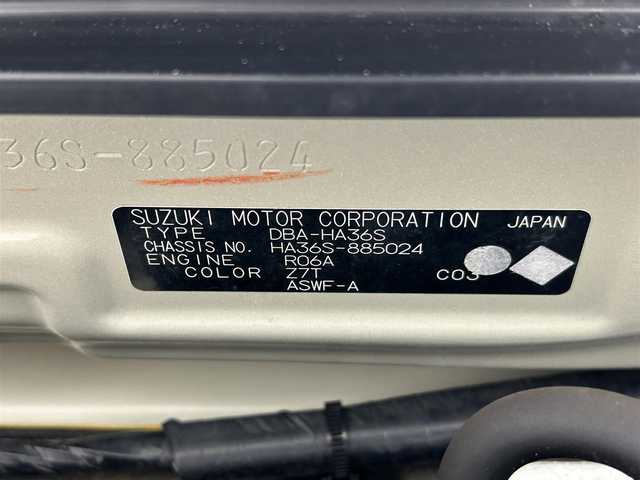 36S-885024
SUZUKI MOTOR CORPORATION JAPAN
TYPE DBA-HA36S
CHASSIS NO. HA36S-885024
ENGINE R06A
COLOR Z7T C03
ASWF-A